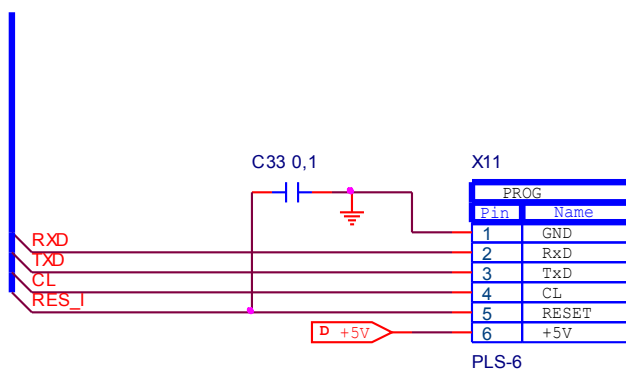 C33 0,1
X11
PROG
Pin Name
1 GND
RXD
2 RxD
TXD
3 TxD
CL
4 CL
RES_I
5 RESET
D +5V
6 +5V
PLS-6